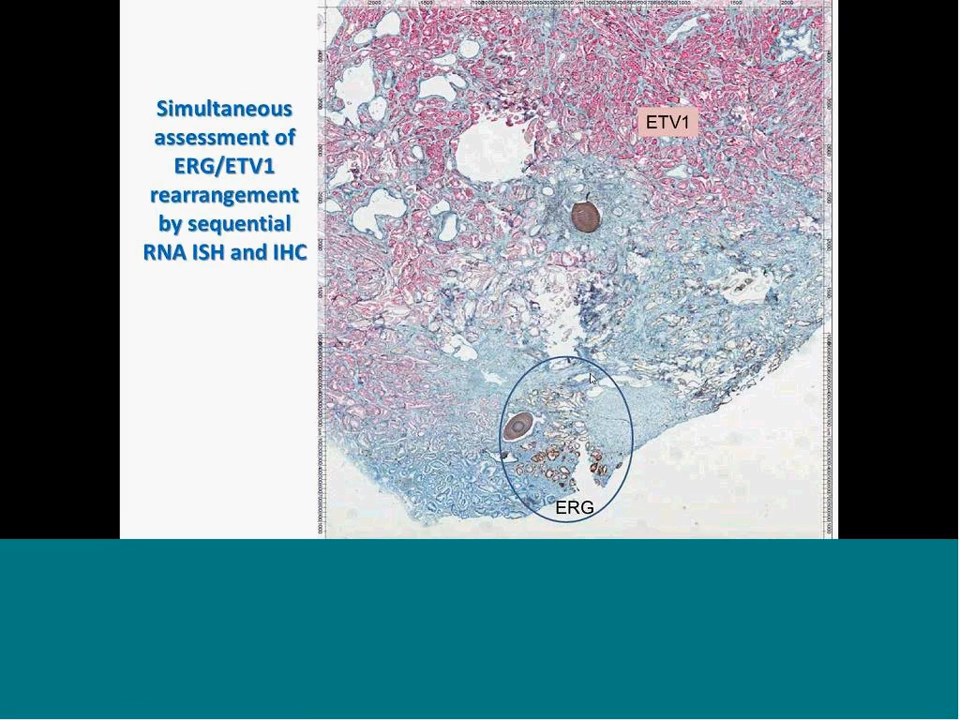 Simultaneous
assessment of
ERG/ETV1
rearrangement
by sequential
RNA ISH and IHC
ETV1
ERG